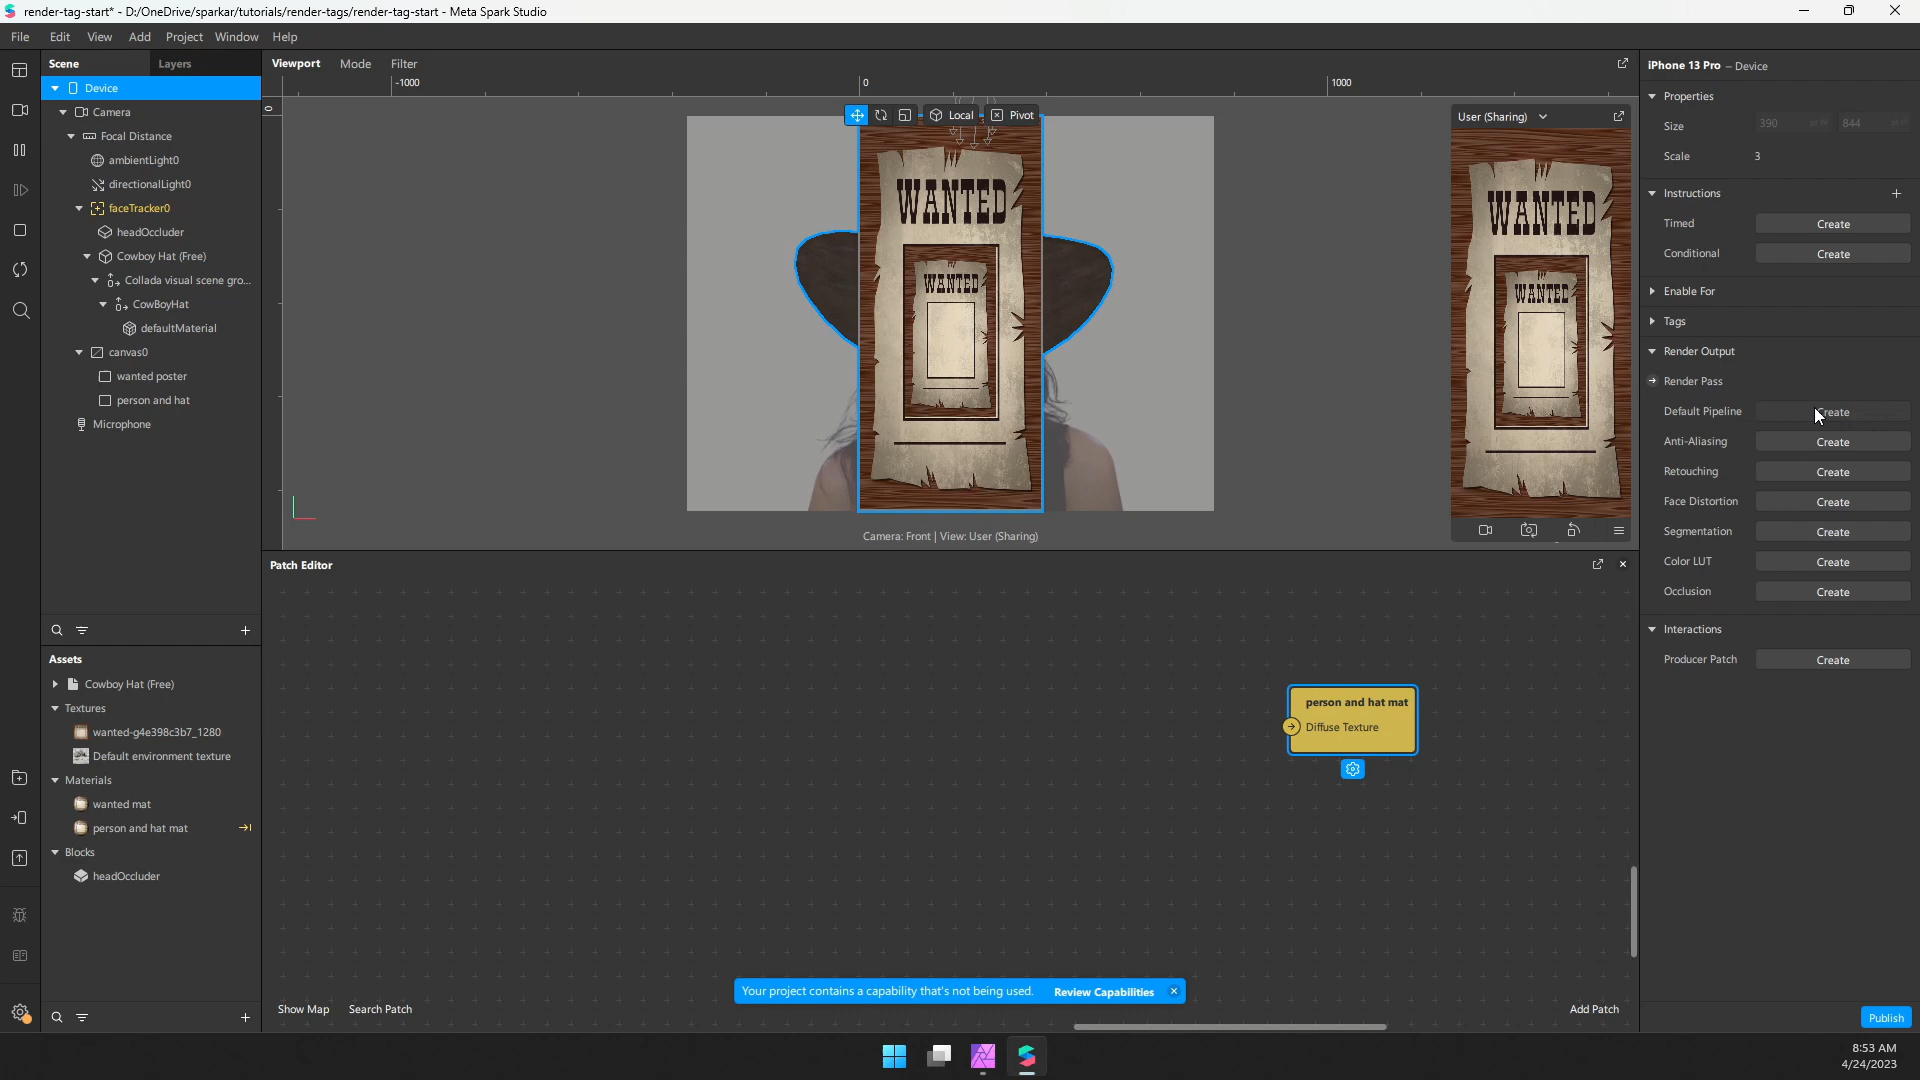 render-tag-start* - D:/OneDrive/sparkar/tutorials/render-tags/render-tag-start - Meta Spark Studio
File Edit View Add Project Window Help
Scene Layers
Device
Camera
Focal Distance
ambientLight0
directionalLight0
faceTracker0
headOccluder
Cowboy Hat (Free)
Collada visual scene gro...
CowBoyHat
defaultMaterial
canvas0
wanted poster
person and hat
Microphone
Assets
Cowboy Hat (Free)
Textures
wanted-g4e398c3b7_1280
Default environment texture
Materials
wanted mat
person and hat mat
Blocks
headOccluder
Viewport Mode Filter
-1000 0 1000
0
Local Pivot
WANTED
WANTED
Camera: Front | View: User (Sharing)
User (Sharing)
WANTED
WANTED
Patch Editor
person and hat mat
Diffuse Texture
Your project contains a capability that's not being used. Review Capabilities
Show Map Search Patch Add Patch
iPhone 13 Pro – Device
Properties
Size 390 844
Scale 3
Instructions
Timed Create
Conditional Create
Enable For
Tags
Render Output
Render Pass
Default Pipeline Create
Anti-Aliasing Create
Retouching Create
Face Distortion Create
Segmentation Create
Color LUT Create
Occlusion Create
Interactions
Producer Patch Create
Publish
8:53 AM
4/24/2023